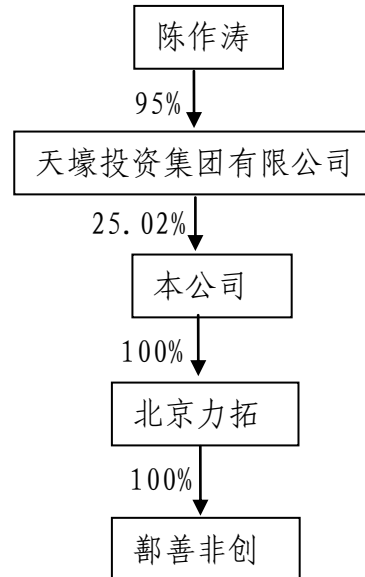 陈作涛
95%
天壕投资集团有限公司
25.02%
本公司
100%
北京力拓
100%
鄯善非创